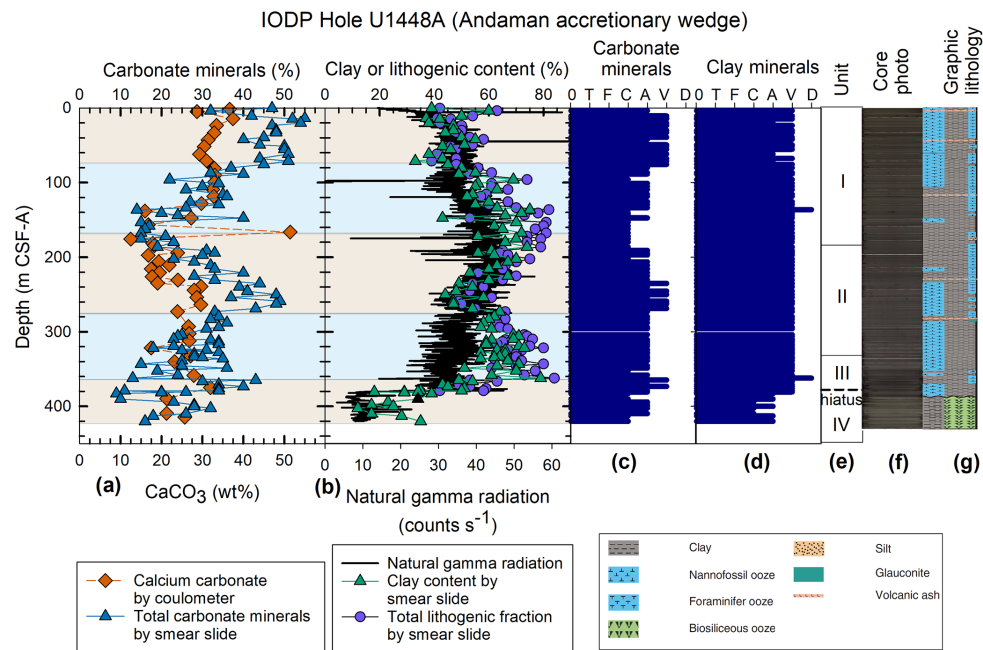 IODP Hole U1448A (Andaman accretionary wedge)
Carbonate minerals (%)
0 10 20 30 40 50
Clay or lithogenic content (%)
0 20 40 60 80 100
Carbonate
minerals
0 T F C A V D
Clay minerals
0 T F C A V D
Unit
Core
photo
Graphic
lithology
Depth (m CSF-A)
0
100
200
300
400
I
II
III
hiatus
IV
0 10 20 30 40 50
CaCO3 (wt%)
0 10 20 30 40 50 60
Natural gamma radiation
(counts s-1)
(a)
(b)
(c)
(d)
(e)
(f)
(g)
Calcium carbonate
by coulometer
Total carbonate minerals
by smear slide
Natural gamma radiation
Clay content by
smear slide
Total lithogenic fraction
by smear slide
Clay
Nannofossil ooze
Foraminifer ooze
Biosiliceous ooze
Silt
Glauconite
Volcanic ash